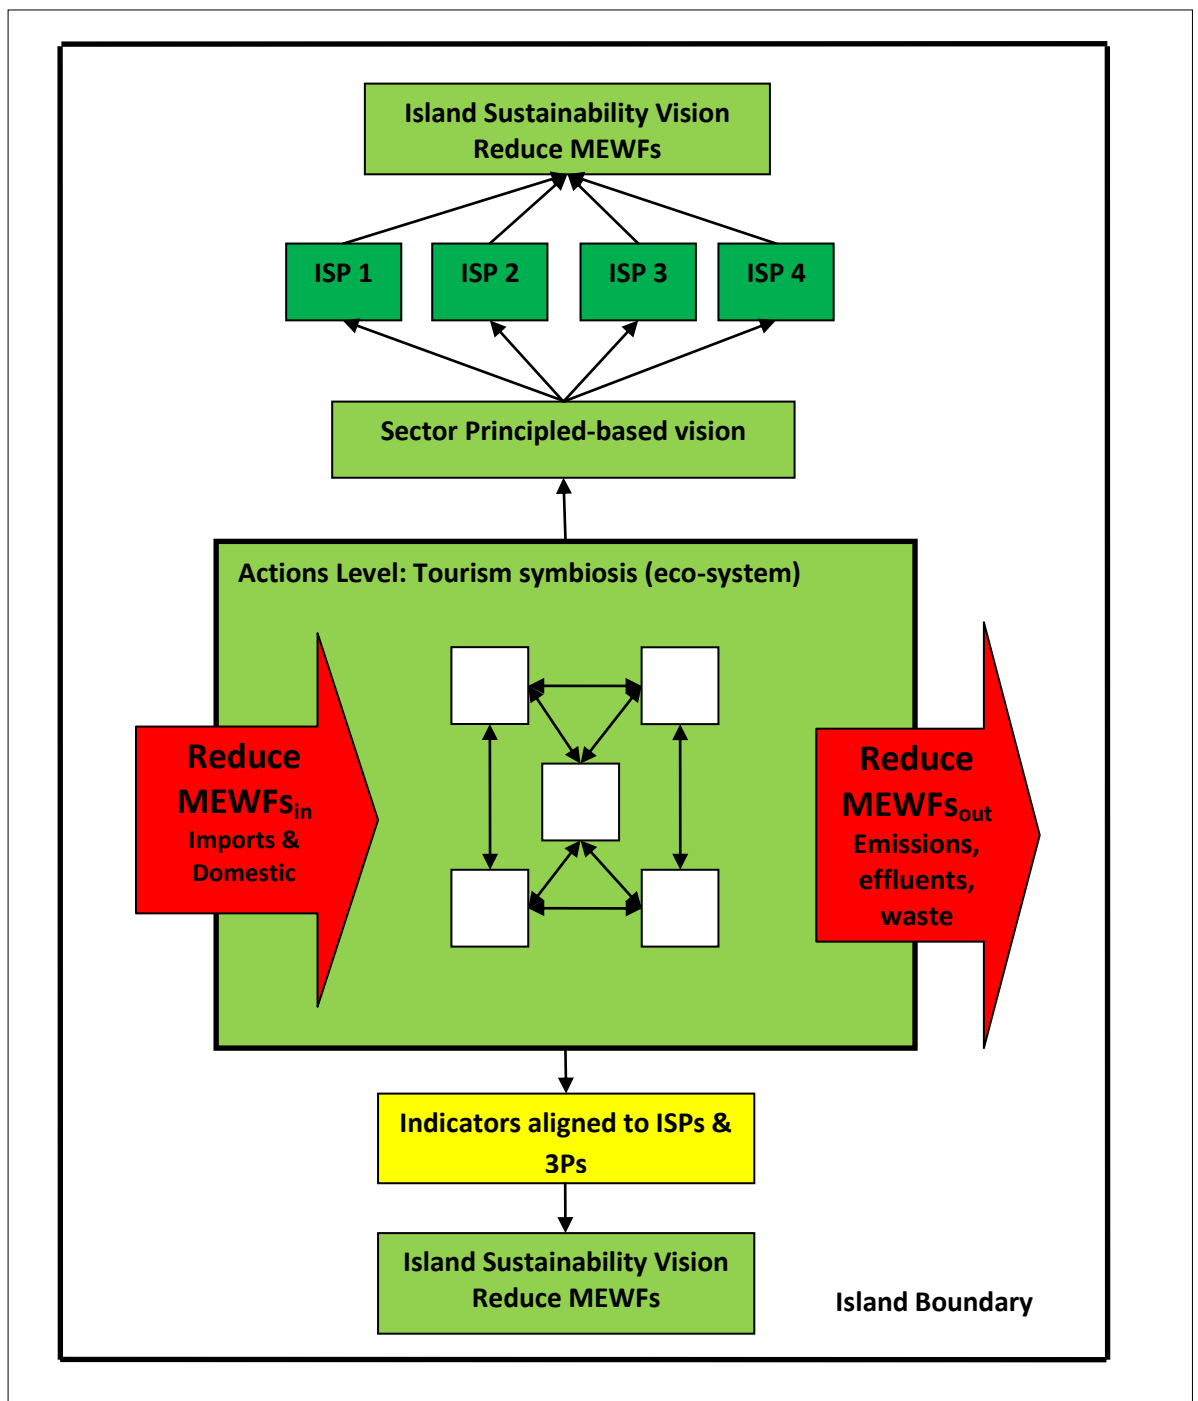 Island Sustainability Vision
Reduce MEWFs
ISP 1
ISP 2
ISP 3
ISP 4
Sector Principled-based vision
Actions Level: Tourism symbiosis (eco-system)
Reduce
MEWFsin
Imports &
Domestic
Reduce
MEWFsout
Emissions,
effluents,
waste
Indicators aligned to ISPs &
3Ps
Island Sustainability Vision
Reduce MEWFs
Island Boundary